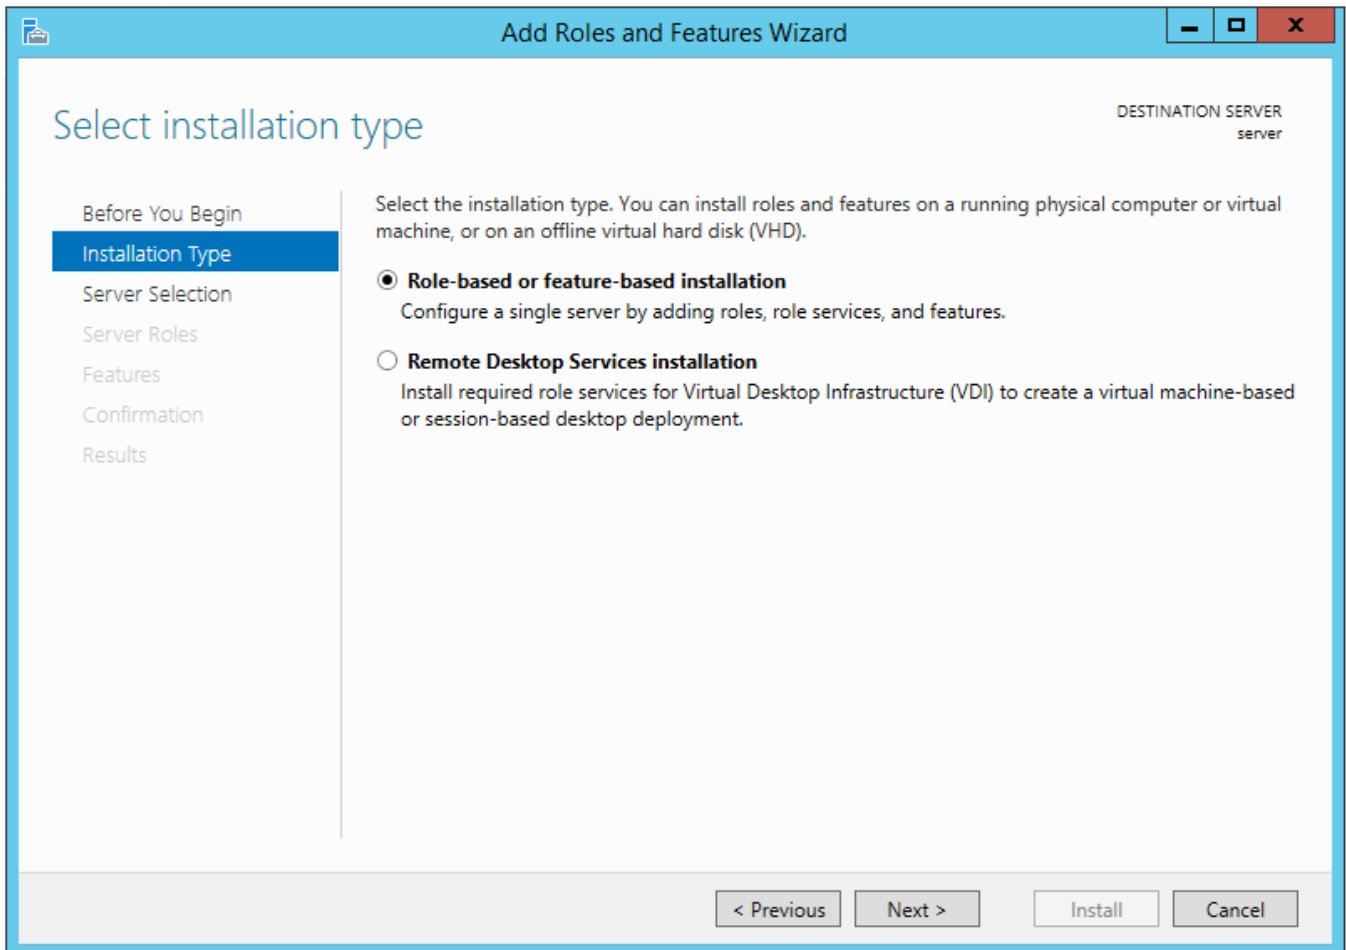 Add Roles and Features Wizard
Select installation type
DESTINATION SERVER
server
Before You Begin
Installation Type
Server Selection
Server Roles
Features
Confirmation
Results
Select the installation type. You can install roles and features on a running physical computer or virtual
machine, or on an offline virtual hard disk (VHD).
Role-based or feature-based installation
Configure a single server by adding roles, role services, and features.
Remote Desktop Services installation
Install required role services for Virtual Desktop Infrastructure (VDI) to create a virtual machine-based
or session-based desktop deployment.
< Previous
Next >
Install
Cancel